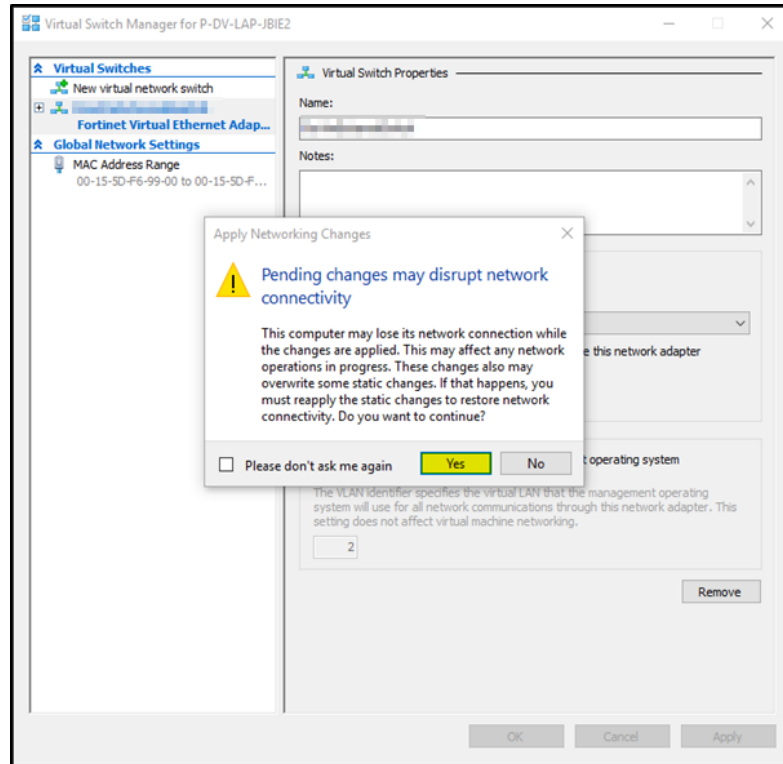 Virtual Switch Manager for P-DV-LAP-JBIE2
Virtual Switches
New virtual network switch
Fortinet Virtual Ethernet Adap...
Global Network Settings
MAC Address Range
00-15-5D-F6-99-00 to 00-15-5D-F...
Virtual Switch Properties
Name:
Notes:
Apply Networking Changes
Pending changes may disrupt network
connectivity
This computer may lose its network connection while
the changes are applied. This may affect any network
operations in progress. These changes also may
overwrite some static changes. If that happens, you
must reapply the static changes to restore network
connectivity. Do you want to continue?
Please don't ask me again
Yes
No
e this network adapter
t operating system
The VLAN identifier specifies the virtual LAN that the management operating
system will use for all network communications through this network adapter. This
setting does not affect virtual machine networking.
2
Remove
OK
Cancel
Apply